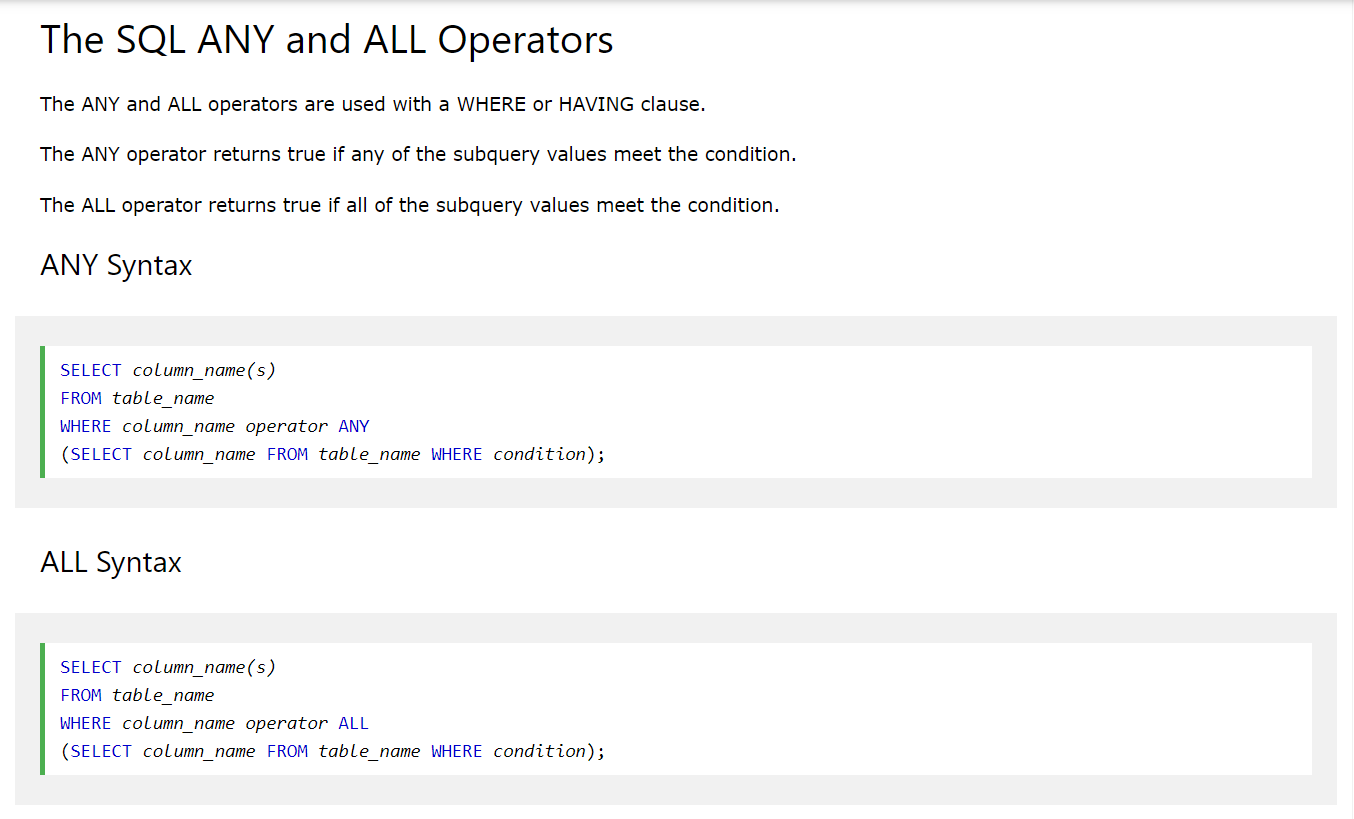 The SQL ANY and ALL Operators
The ANY and ALL operators are used with a WHERE or HAVING clause.
The ANY operator returns true if any of the subquery values meet the condition.
The ALL operator returns true if all of the subquery values meet the condition.
ANY Syntax
SELECT column_name(s)
FROM table_name
WHERE column_name operator ANY
(SELECT column_name FROM table_name WHERE condition);
ALL Syntax
SELECT column_name(s)
FROM table_name
WHERE column_name operator ALL
(SELECT column_name FROM table_name WHERE condition);